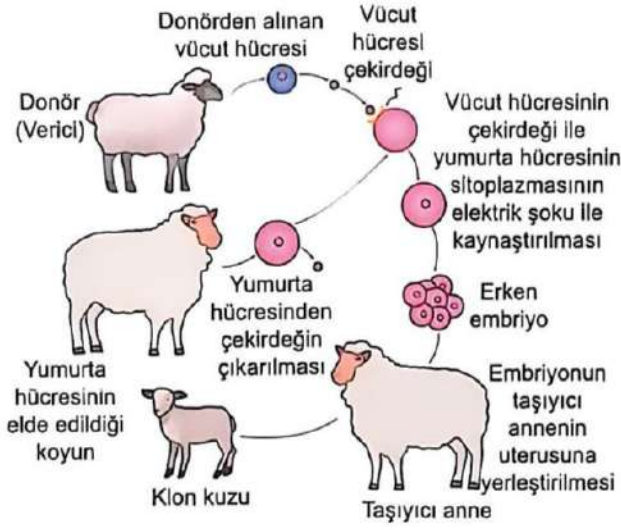 Donörden alınan
vücut hücresi
Vücut
hücresi
çekirdeği
Donör
(Verici)
Vücut hücresinin
çekirdeği ile
yumurta hücresinin
sitoplazmasının
elektrik şoku ile
kaynaştırılması
Yumurta
hücresinden
çekirdeğin
çıkarılması
Erken
embriyo
Yumurta
hücresinin
elde edildiği
koyun
Embriyonun
taşıyıcı
annenin
uterusuna
yerleştirilmesi
Klon kuzu
Taşıyıcı anne